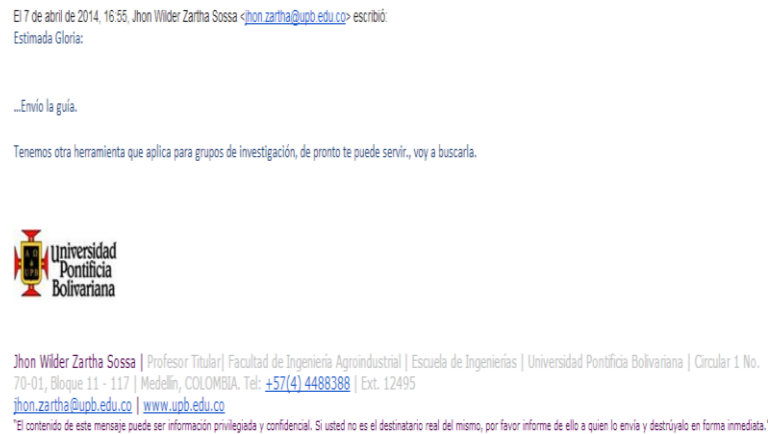 El 7 de abril de 2014, 16:55, Jhon Wilder Zartha Sossa <jhon.zartha@upb.edu.co> escribió:
Estimada Gloria:
...Envío la guía.
Tenemos otra herramienta que aplica para grupos de investigación, de pronto te puede servir., voy a buscarla.
Universidad
Pontificia
Bolivariana
Jhon Wilder Zartha Sossa | Profesor Titular| Facultad de Ingeniería Agroindustrial | Escuela de Ingenierías | Universidad Pontificia Bolivariana | Circular 1 No.
70-01, Bloque 11 - 117 | Medellín, COLOMBIA. Tel: +57(4) 4488388 | Ext. 12495
jhon.zartha@upb.edu.co | www.upb.edu.co
"El contenido de este mensaje puede ser información privilegiada y confidencial. Si usted no es el destinatario real del mismo, por favor informe de ello a quien lo envía y destrúyalo en forma inmediata."